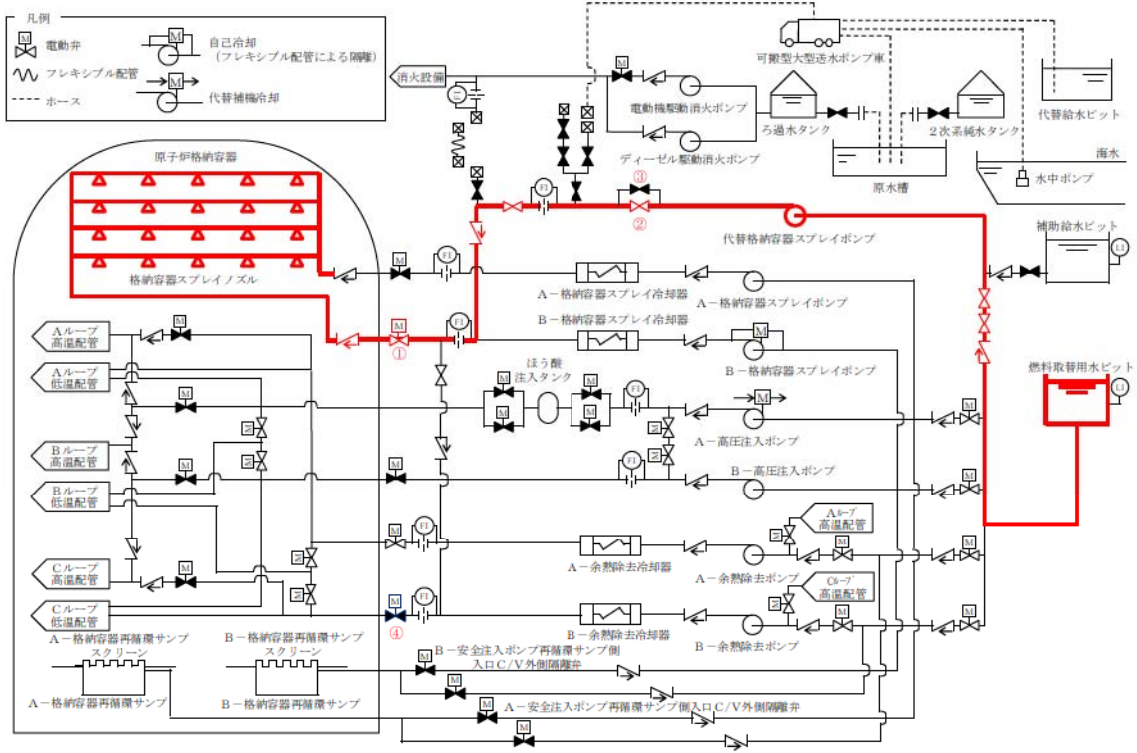 凡例
M
電動弁
フレキシブル配管
ホース
M
自己冷却
（フレキシブル配管による隔離）
M
代替補機冷却
消火設備
FI
M
電動機駆動消火ポンプ
ディーゼル駆動消火ポンプ
可搬型大型送水ポンプ車
ろ過水タンク
2次系純水タンク
代替給水ピット
原水槽
海水
水中ポンプ
原子炉格納容器
格納容器スプレイノズル
FI
③
②
代替格納容器スプレイポンプ
補助給水ピット
LI
M
FI
A－格納容器スプレイ冷却器
A－格納容器スプレイポンプ
M
①
FI
B－格納容器スプレイ冷却器
M
B－格納容器スプレイポンプ
燃料取替用水ピット
LI
Aループ
高温配管
M
Aループ
低温配管
M
ほう酸
注入タンク
M
M
M
M
FI
M
M
A－高圧注入ポンプ
M
M
Bループ
高温配管
M
M
Bループ
低温配管
M
M
M
FI
B－高圧注入ポンプ
M
Aループ
高温配管
M
M
FI
A－余熱除去冷却器
M
A－余熱除去ポンプ
M
Cループ
高温配管
M
M
M
Cループ
高温配管
M
Cループ
低温配管
M
④
FI
B－余熱除去冷却器
M
B－余熱除去ポンプ
M
A－格納容器再循環サンプ
スクリーン
B－格納容器再循環サンプ
スクリーン
B－安全注入ポンプ再循環サンプ側
入口C/V外側隔離弁
M
M
A－格納容器再循環サンプ
B－格納容器再循環サンプ
A－安全注入ポンプ再循環サンプ側入口C/V外側隔離弁
M
M